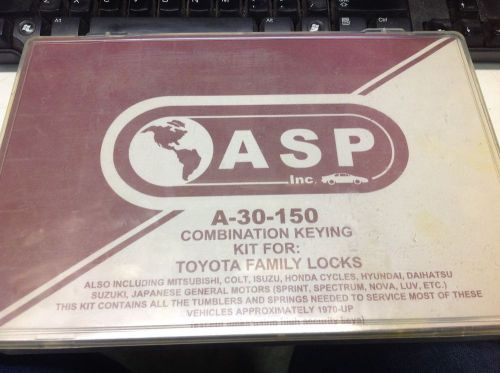 ASP
Inc.
A-30-150
COMBINATION KEYING
KIT FOR:
TOYOTA FAMILY LOCKS
ALSO INCLUDING MITSUBISHI, COLT, ISUZU, HONDA CYCLES, HYUNDAI, DAIHATSU
SUZUKI, JAPANESE GENERAL MOTORS (SPRINT, SPECTRUM, NOVA, LUV, ETC.)
THIS KIT CONTAINS ALL THE TUMBLERS AND SPRINGS NEEDED TO SERVICE MOST OF THESE
VEHICLES APPROXIMATELY 1970-UP